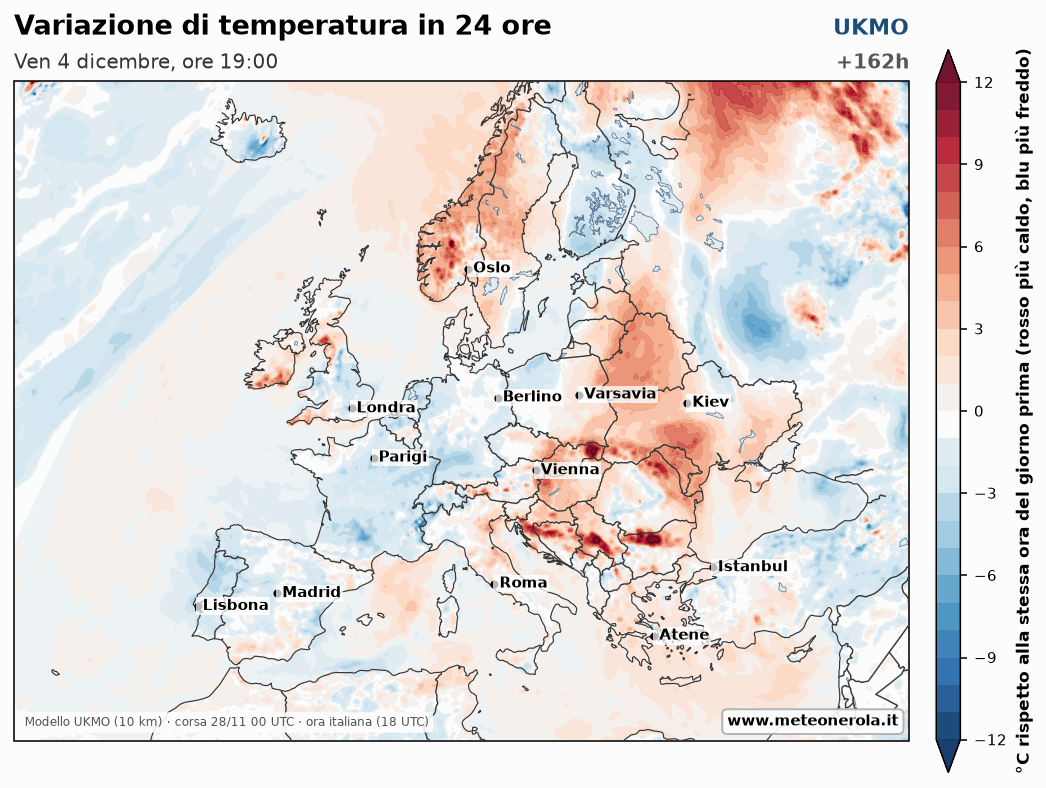 Variazione di temperatura in 24 ore
UKMO
Ven 4 dicembre, ore 19:00
+162h
12
9
6
3
0
−3
−6
−9
−12
°C rispetto alla stessa ora del giorno prima (rosso più caldo, blu più freddo)
Oslo
Londra
Berlino
Varsavia
Kiev
Parigi
Vienna
Istanbul
Roma
Madrid
Lisbona
Atene
Modello UKMO (10 km) · corsa 28/11 00 UTC · ora italiana (18 UTC)
www.meteonerola.it